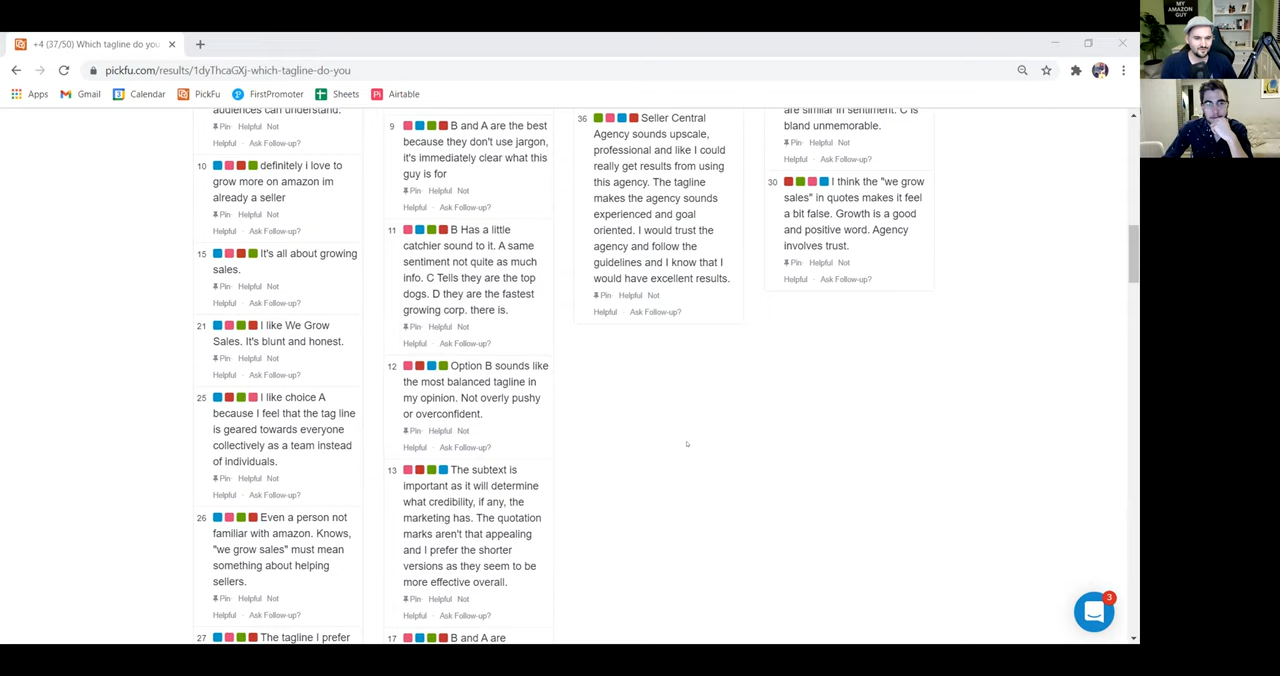 +4 (37/50) Which tagline do you
pickfu.com/results/1dyThcaGXj-which-tagline-do-you
Apps
Gmail
Calendar
PickFu
FirstPromoter
Sheets
Airtable
MY
AMAZON
GUY
audiences can understand.
Pin· Helpful Not
Helpful · Ask Follow-up?
10 definitely i love to
grow more on amazon im
already a seller
Pin· Helpful Not
Helpful · Ask Follow-up?
15 It's all about growing
sales.
Pin· Helpful Not
Helpful · Ask Follow-up?
21 I like We Grow
Sales. It's blunt and honest.
Pin· Helpful Not
Helpful · Ask Follow-up?
25 I like choice A
because I feel that the tag line
is geared towards everyone
collectively as a team instead
of individuals.
Pin· Helpful Not
Helpful · Ask Follow-up?
26 Even a person not
familiar with amazon. Knows,
"we grow sales" must mean
something about helping
sellers.
Pin· Helpful Not
Helpful · Ask Follow-up?
27 The tagline I prefer
9 B and A are the best
because they don't use jargon,
it's immediately clear what this
guy is for
Pin· Helpful Not
Helpful · Ask Follow-up?
11 B Has a little
catchier sound to it. A same
sentiment not quite as much
info. C Tells they are the top
dogs. D they are the fastest
growing corp. there is.
Pin· Helpful Not
Helpful · Ask Follow-up?
12 Option B sounds like
the most balanced tagline in
my opinion. Not overly pushy
or overconfident.
Pin· Helpful Not
Helpful · Ask Follow-up?
13 The subtext is
important as it will determine
what credibility, if any, the
marketing has. The quotation
marks aren't that appealing
and I prefer the shorter
versions as they seem to be
more effective overall.
Pin· Helpful Not
Helpful · Ask Follow-up?
17 B and A are
36 Seller Central
Agency sounds upscale,
professional and like I could
really get results from using
this agency. The tagline
makes the agency sounds
experienced and goal
oriented. I would trust the
agency and follow the
guidelines and I know that I
would have excellent results.
Pin· Helpful Not
Helpful · Ask Follow-up?
are similar in sentiment. C is
bland unmemorable.
Pin· Helpful Not
Helpful · Ask Follow-up?
30 I think the "we grow
sales" in quotes makes it feel
a bit false. Growth is a good
and positive word. Agency
involves trust.
Pin· Helpful Not
Helpful · Ask Follow-up?
3